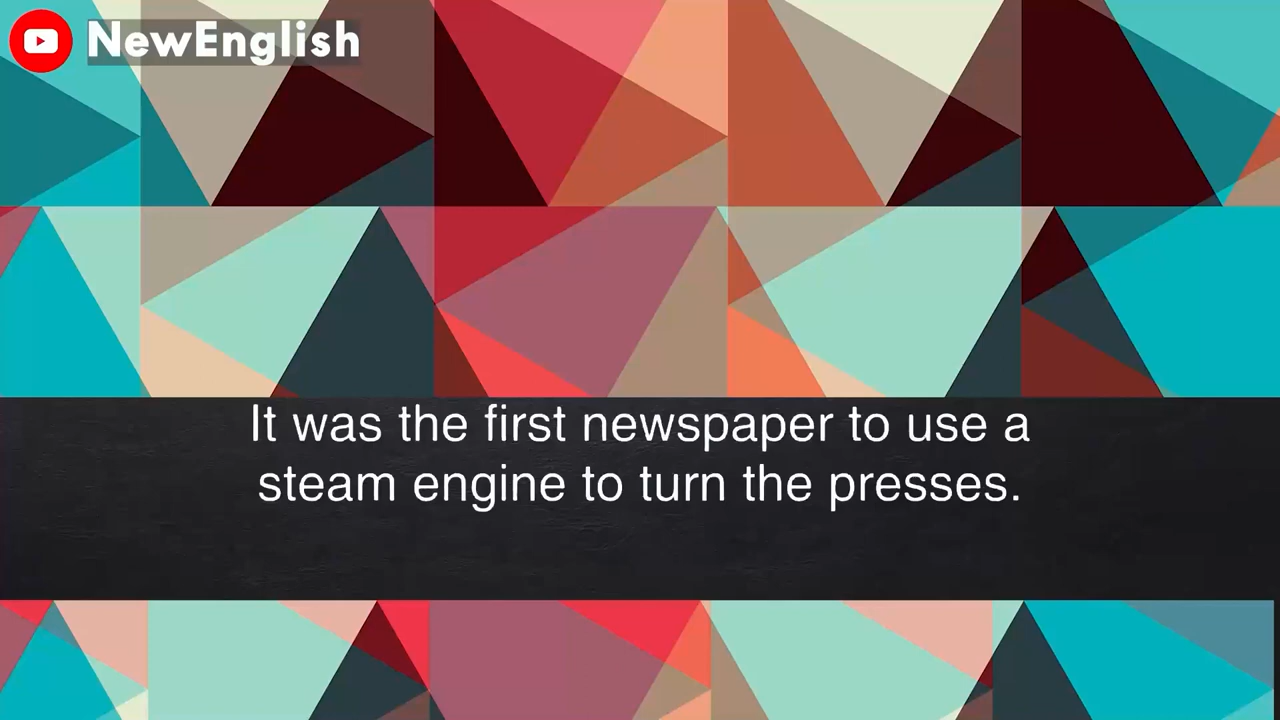 NewEnglish
It was the first newspaper to use a
steam engine to turn the presses.